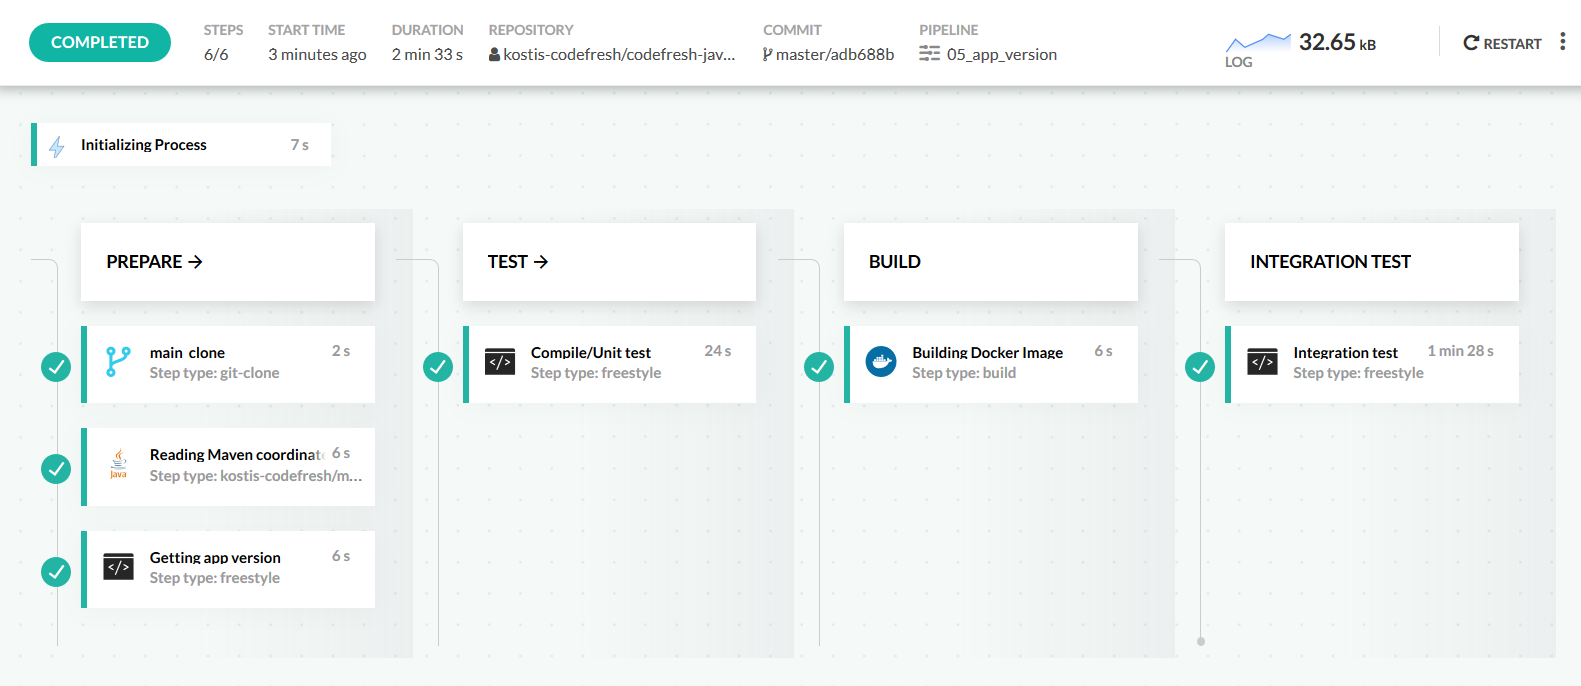 COMPLETED
STEPS
6/6
START TIME
3 minutes ago
DURATION
2 min 33 s
REPOSITORY
kostis-codefresh/codefresh-jav...
COMMIT
master/adb688b
PIPELINE
05_app_version
LOG
32.65 kB
RESTART
Initializing Process
7 s
PREPARE →
main_clone
2 s
Step type: git-clone
Java
Reading Maven coordinat
6 s
Step type: kostis-codefresh/m...
</>
Getting app version
6 s
Step type: freestyle
TEST →
</>
Compile/Unit test
24 s
Step type: freestyle
BUILD
Building Docker Image
6 s
Step type: build
INTEGRATION TEST
</>
Integration test
1 min 28 s
Step type: freestyle